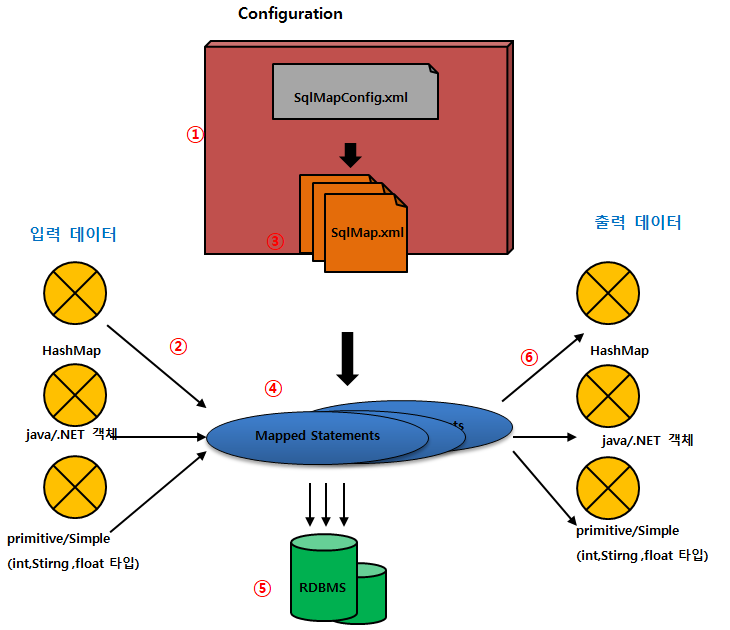 Configuration
SqlMapConfig.xml
①
SqlMap.xml
③
입력 데이터
출력 데이터
②
⑥
HashMap
HashMap
④
java/.NET 객체
Mapped Statements
ts
java/.NET 객체
primitive/Simple
(int,Stirng ,float 타입)
primitive/Simple
(int,Stirng ,float 타입)
⑤
RDBMS